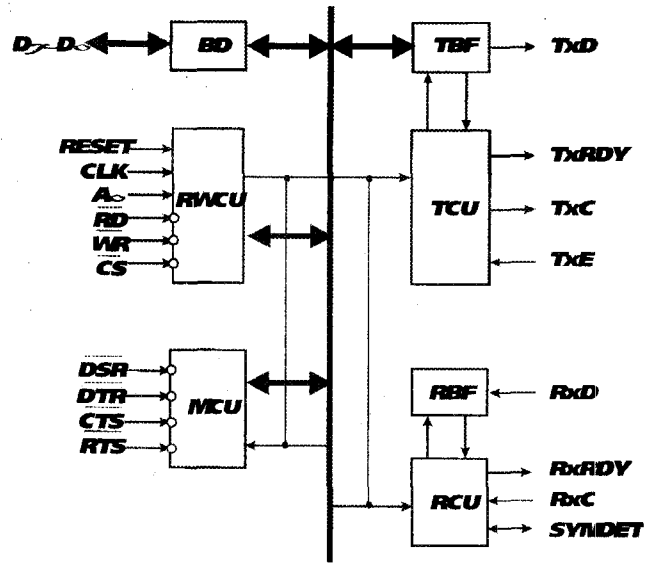 D7-D0
BD
TBF
TxD
RESET
CLK
A0
RD
WR
CS
RWCU
TCU
TxRDY
TxC
TxE
DSR
DTR
CTS
RTS
MCU
RBF
RxD
RCU
RxRDY
RxC
SYMDET